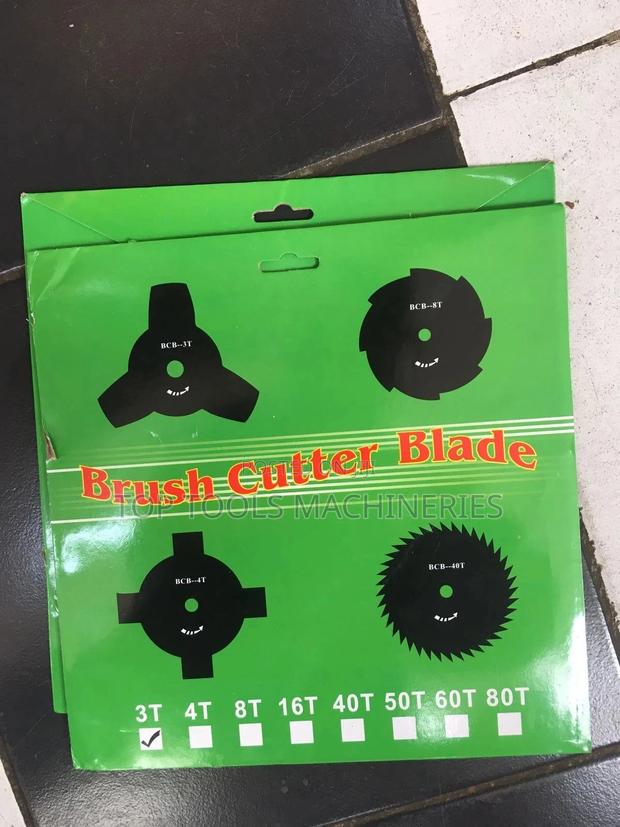 BCB--3T
BCB--8T
Brush Cutter Blade
TOP TOOLS MACHINERIES
BCB--4T
BCB--40T
3T 4T 8T 16T 40T 50T 60T 80T